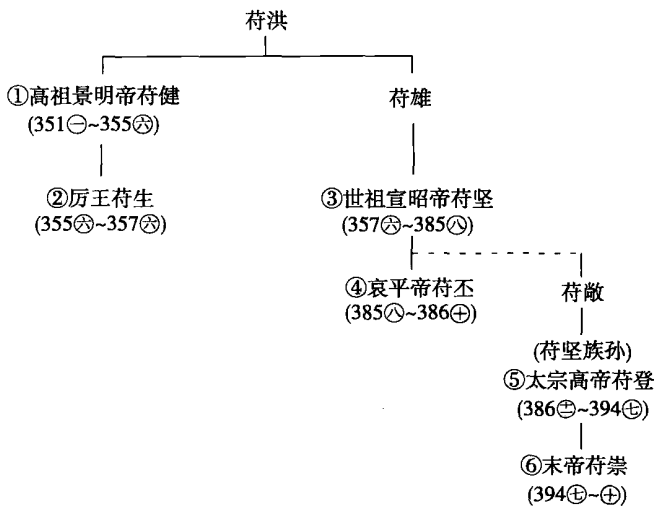 苻洪
①高祖景明帝苻健
(351㊀~355㊅)
苻雄
②厉王苻生
(355㊅~357㊅)
③世祖宣昭帝苻坚
(357㊅~385㊇)
④哀平帝苻丕
(385㊇~386㊉)
苻敞
(苻坚族孙)
⑤太宗高帝苻登
(386十二~394㊆)
⑥末帝苻崇
(394㊆~㊉)